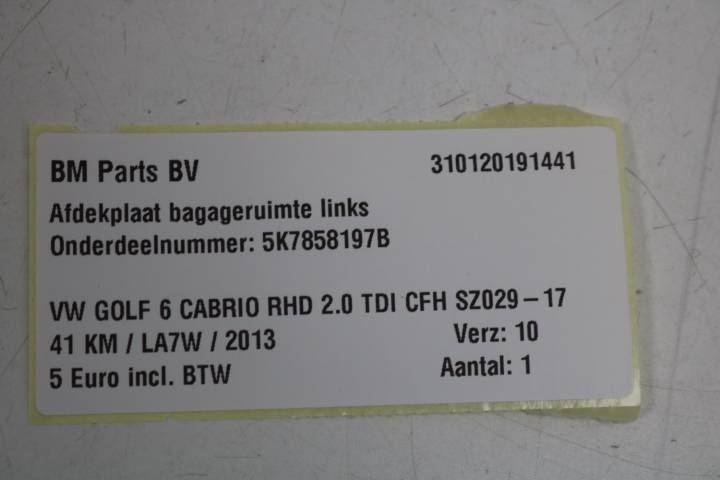 BM Parts BV 310120191441
Afdekplaat bagageruimte links
Onderdeelnummer: 5K7858197B
VW GOLF 6 CABRIO RHD 2.0 TDI CFH SZ029-17
41 KM / LA7W / 2013 Verz: 10
5 Euro incl. BTW Aantal: 1